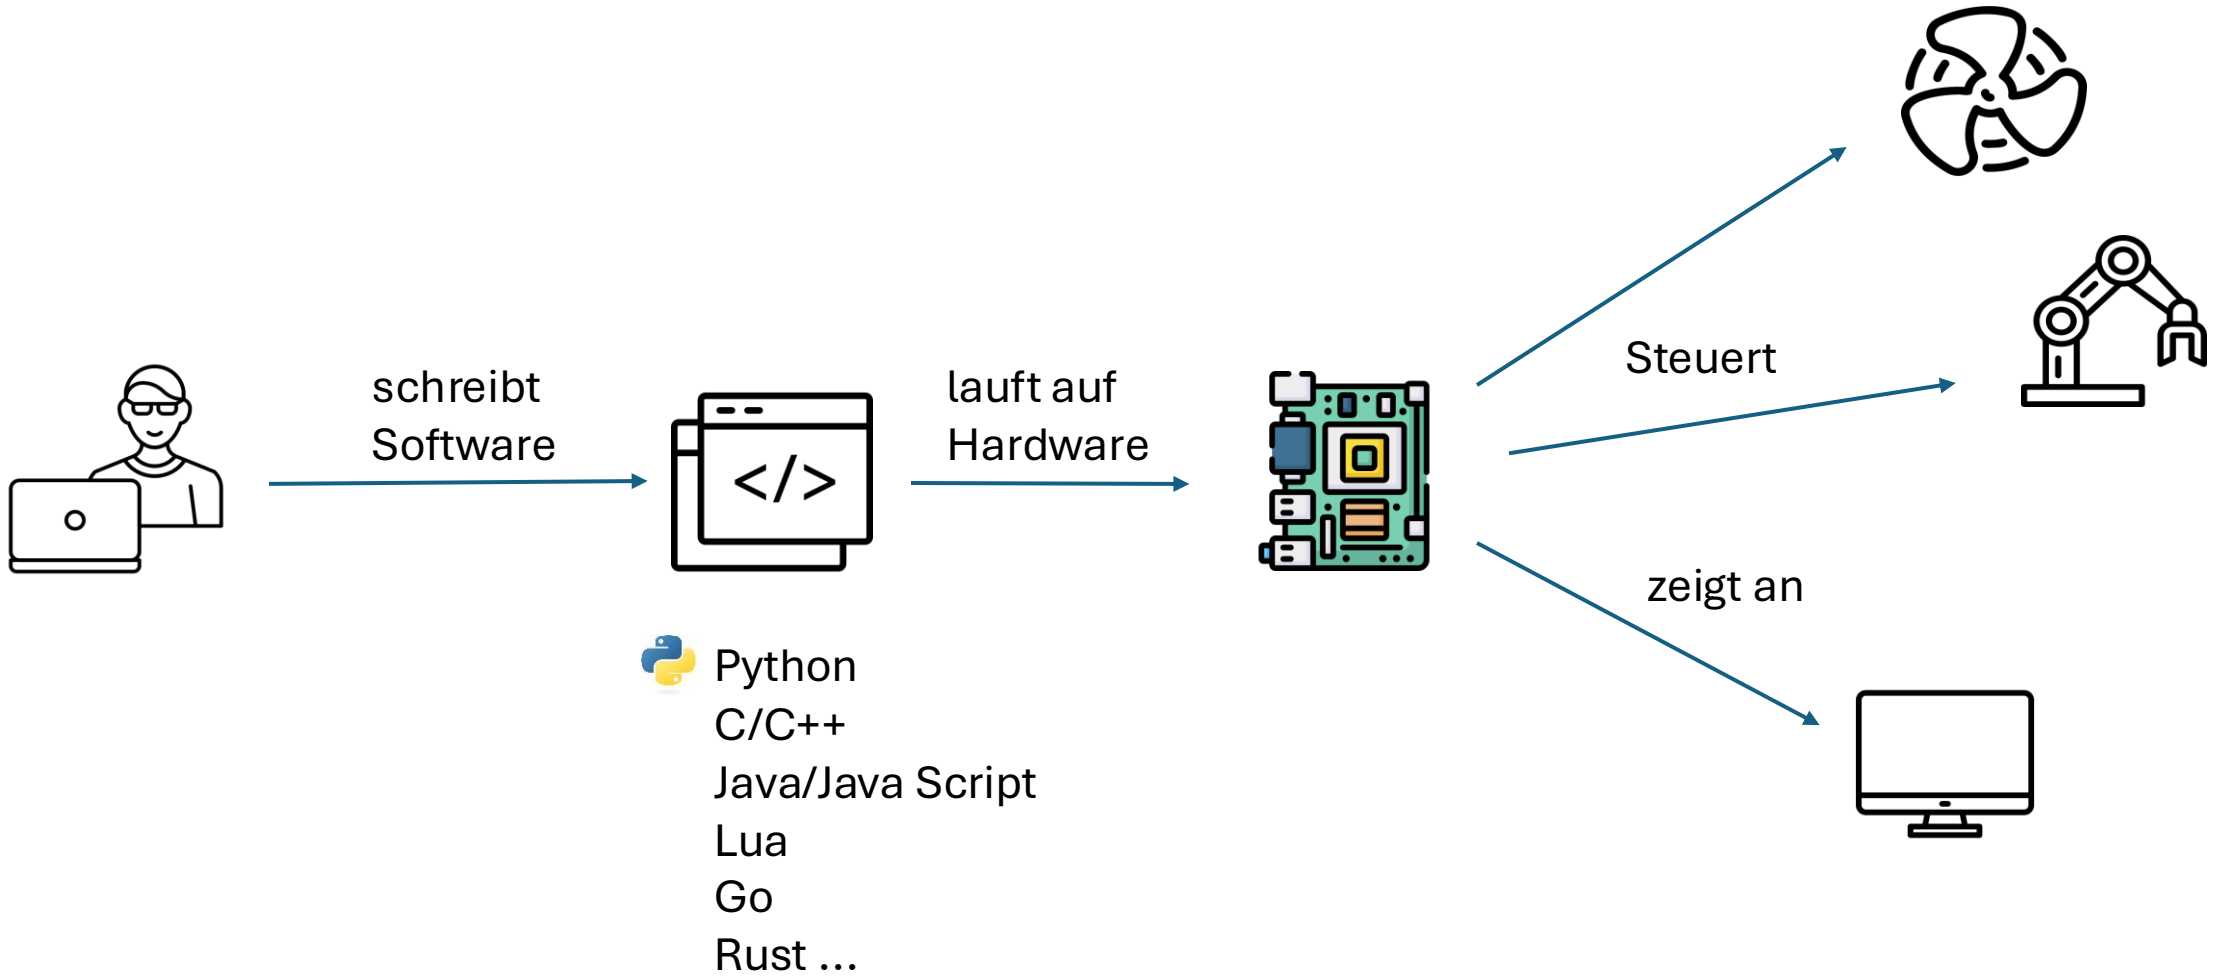 schreibt
Software
lauft auf
Hardware
Steuert
zeigt an
</>
Python
C/C++
Java/Java Script
Lua
Go
Rust ...